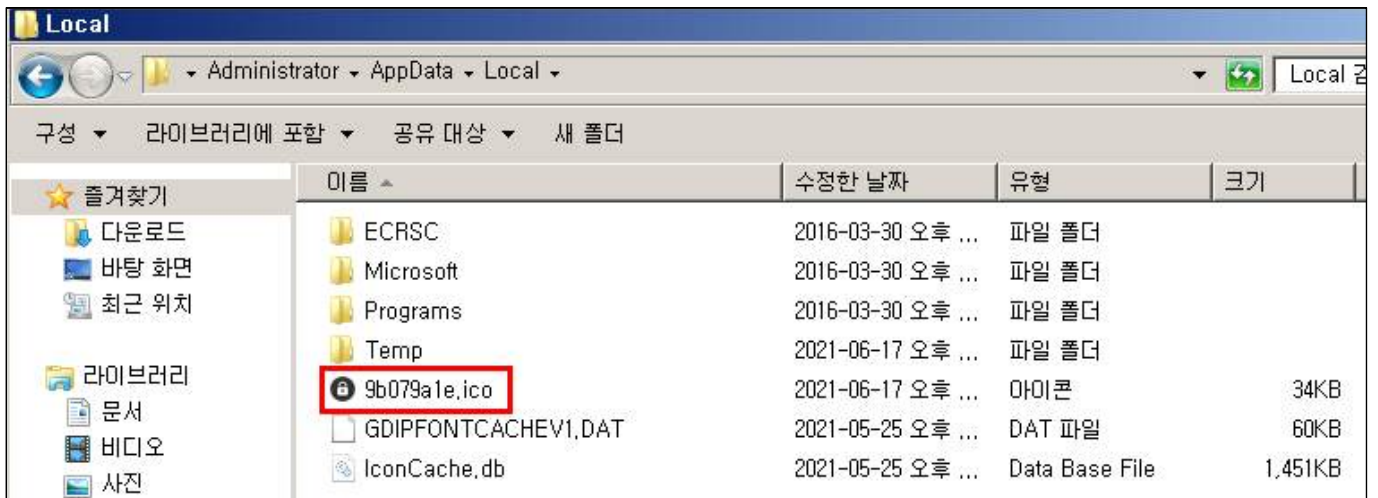 Local
Administrator AppData Local
Local 검
구성 라이브러리에 포함 공유 대상 새 폴더
이름 수정한 날짜 유형 크기
즐겨찾기
다운로드
바탕 화면
최근 위치
라이브러리
문서
비디오
사진
ECRSC 2016-03-30 오후 ... 파일 폴더
Microsoft 2016-03-30 오후 ... 파일 폴더
Programs 2016-03-30 오후 ... 파일 폴더
Temp 2021-06-17 오후 ... 파일 폴더
9b079a1e.ico 2021-06-17 오후 ... 아이콘 34KB
GDIPFONTCACHEV1.DAT 2021-05-25 오후 ... DAT 파일 60KB
IconCache.db 2021-05-25 오후 ... Data Base File 1,451KB